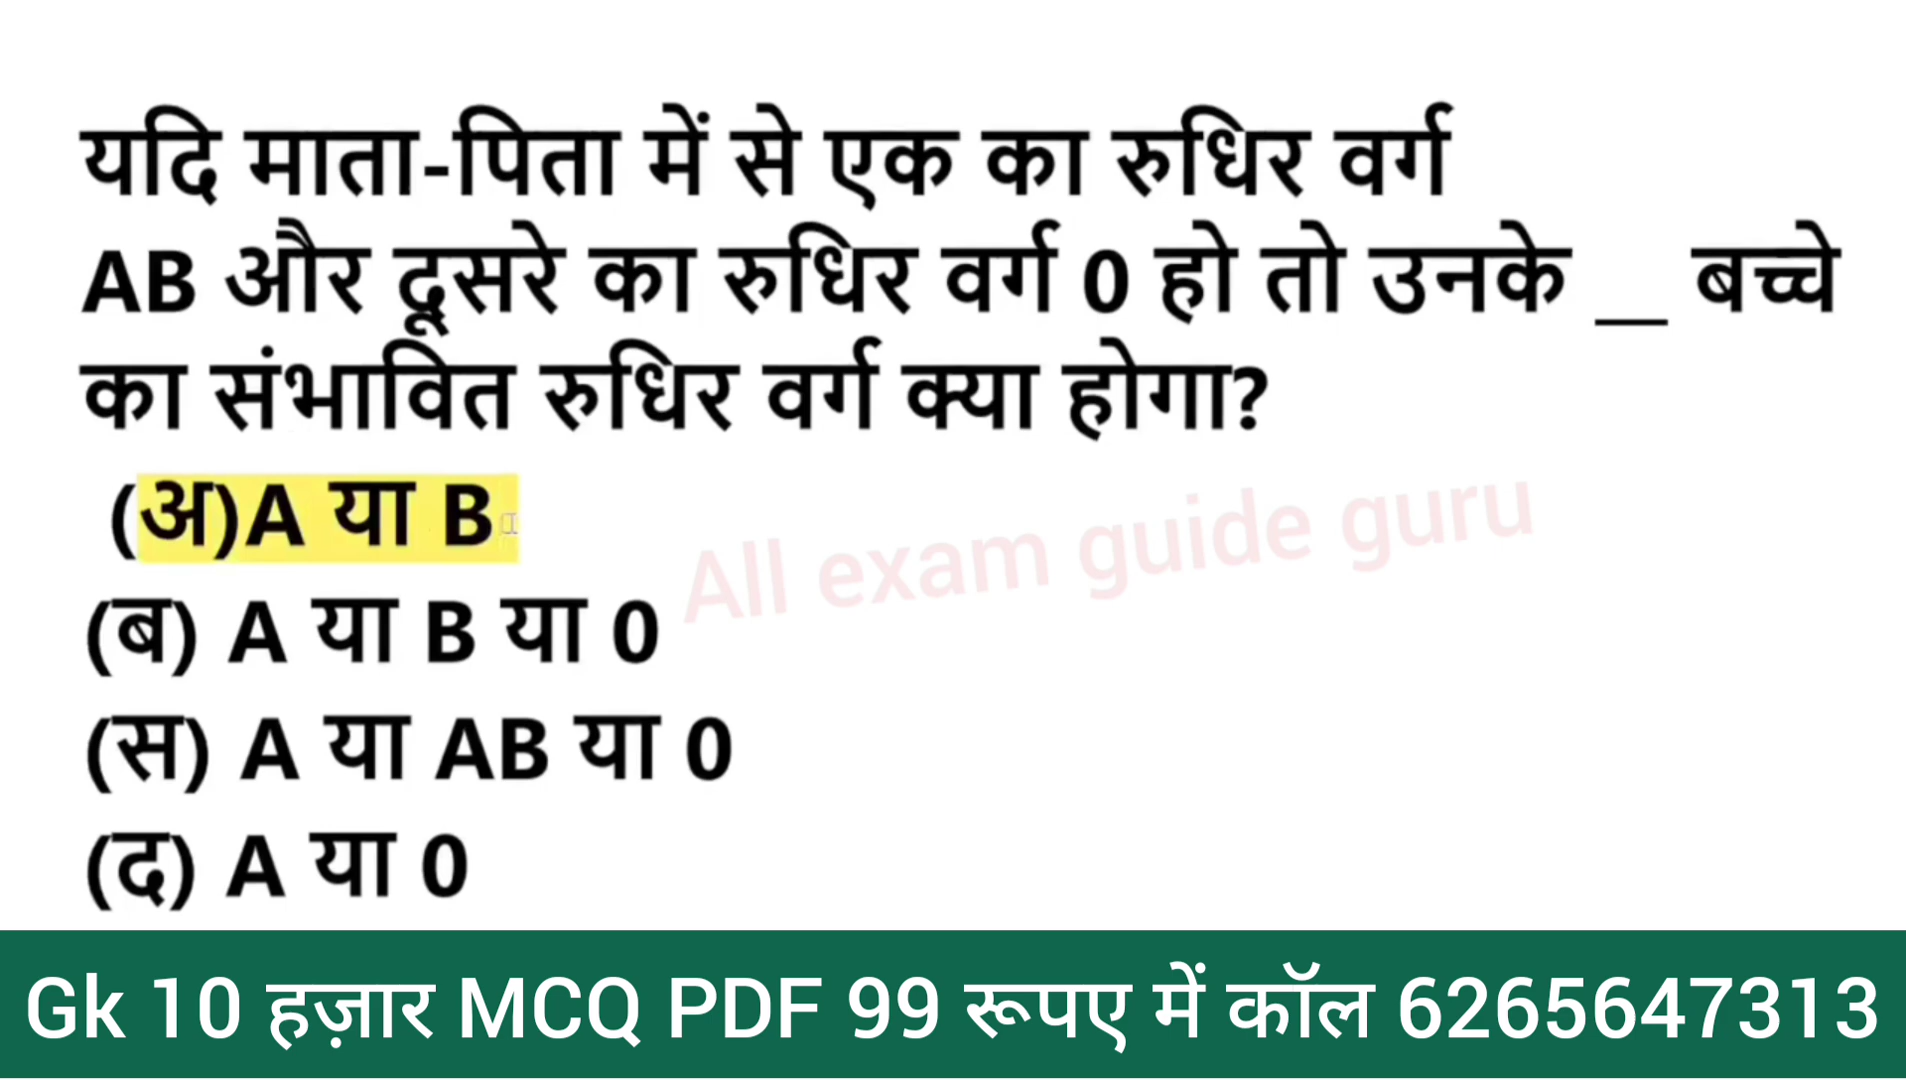 यदि माता-पिता में से एक का रुधिर वर्ग
AB और दूसरे का रुधिर वर्ग 0 हो तो उनके __ बच्चे
का संभावित रुधिर वर्ग क्या होगा?
(अ)A या B
All exam guide guru
(ब) A या B या 0
(स) A या AB या 0
(द) A या 0
Gk 10 हज़ार MCQ PDF 99 रूपए में कॉल 6265647313